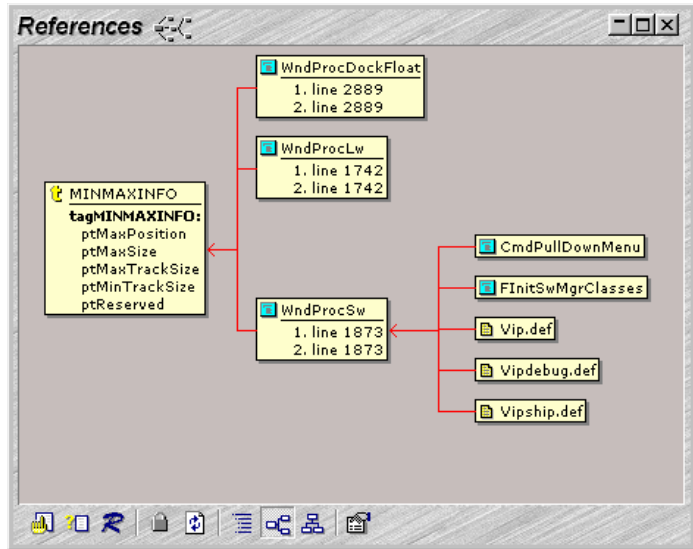 References
WndProcDockFloat
1. line 2889
2. line 2889
WndProcLw
1. line 1742
2. line 1742
MINMAXINFO
tagMINMAXINFO:
ptMaxPosition
ptMaxSize
ptMaxTrackSize
ptMinTrackSize
ptReserved
WndProcSw
1. line 1873
2. line 1873
CmdPullDownMenu
FInitSwMgrClasses
Vip.def
Vipdebug.def
Vipship.def
R